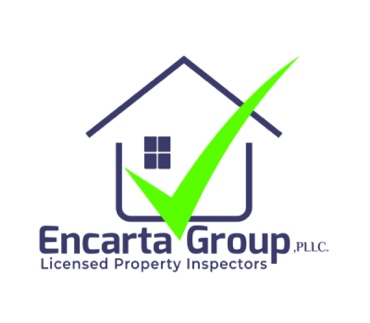 Encarta Group ,PLLC.
Licensed Property Inspectors